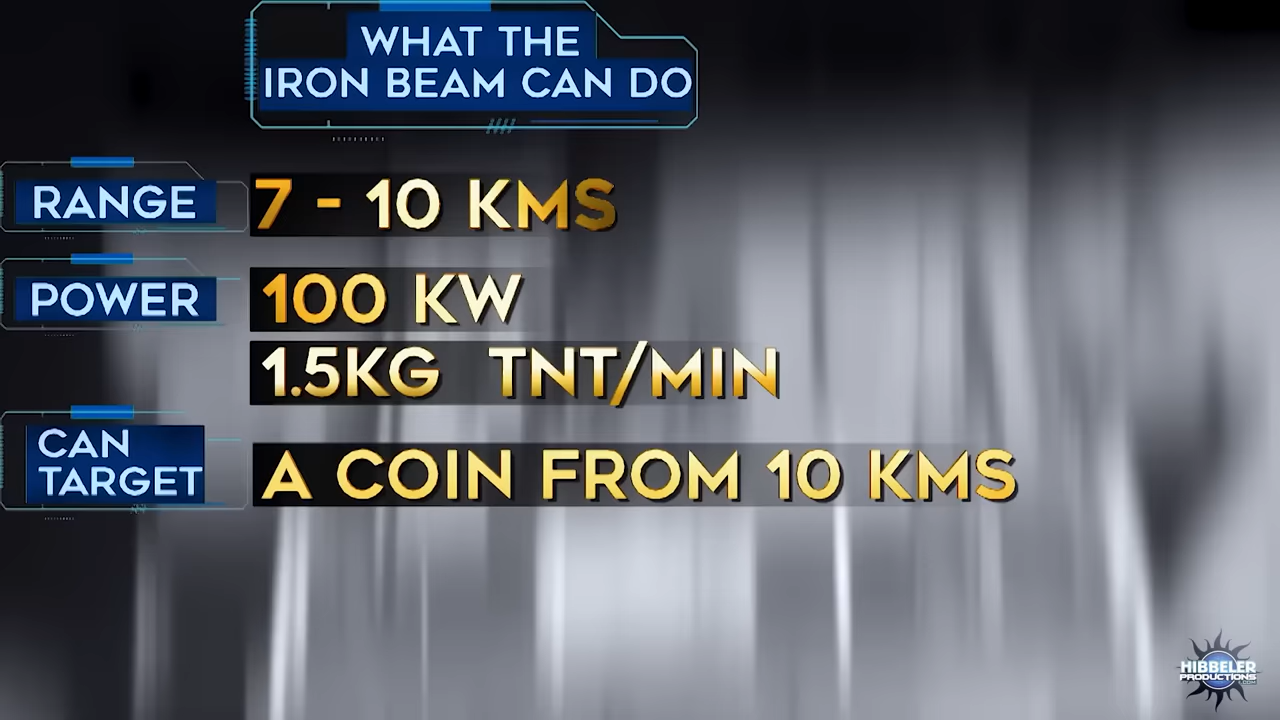 WHAT THE
IRON BEAM CAN DO
RANGE
7 - 10 KMS
POWER
100 KW
1.5KG TNT/MIN
CAN
TARGET
A COIN FROM 10 KMS
HIBBELER
PRODUCTIONS